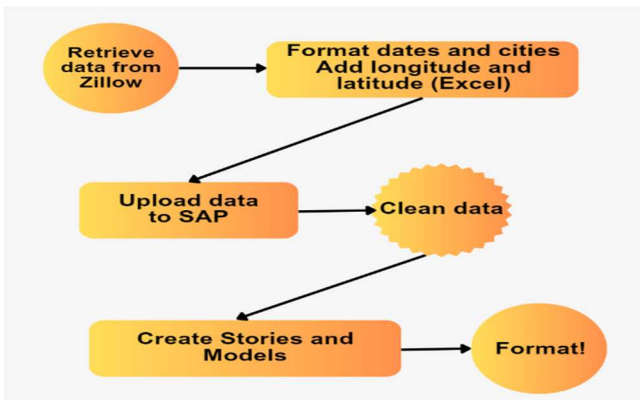 Retrieve
data from
Zillow
Format dates and cities
Add longitude and
latitude (Excel)
Upload data
to SAP
Clean data
Create Stories and
Models
Format!